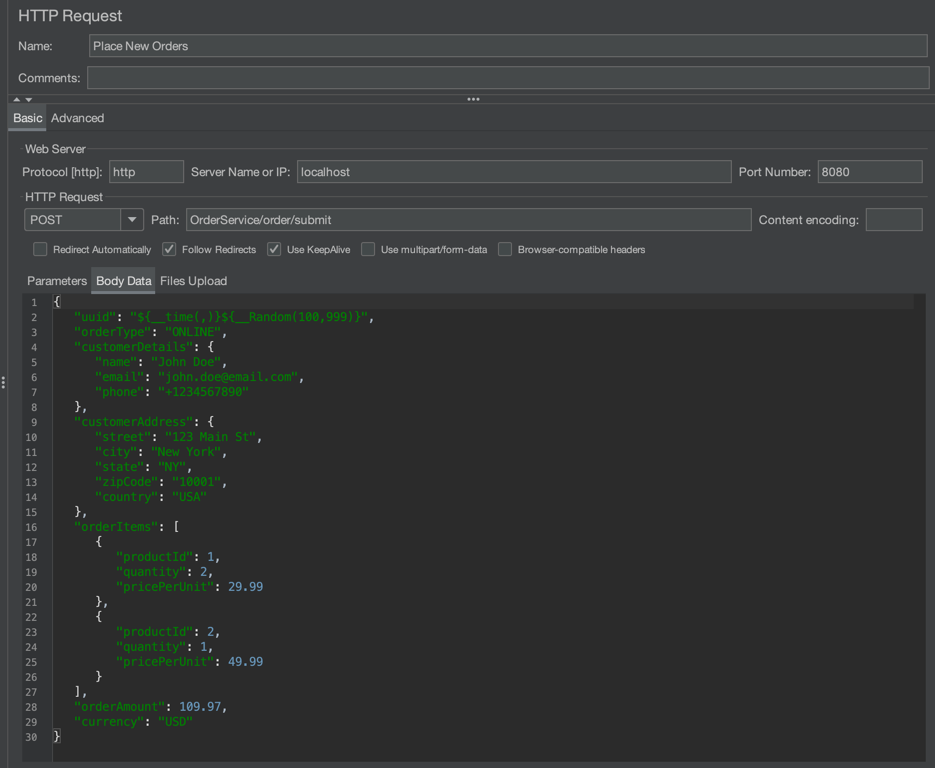 HTTP Request
Name: Place New Orders
Comments:
Basic Advanced
Web Server
Protocol [http]: http Server Name or IP: localhost Port Number: 8080
HTTP Request
POST Path: OrderService/order/submit Content encoding:
Redirect Automatically Follow Redirects Use KeepAlive Use multipart/form-data Browser-compatible headers
Parameters Body Data Files Upload
1 {
2 "uuid": "${__time(,)}${__Random(100,999)}",
3 "orderType": "ONLINE",
4 "customerDetails": {
5 "name": "John Doe",
6 "email": "john.doe@email.com",
7 "phone": "+1234567890"
8 },
9 "customerAddress": {
10 "street": "123 Main St",
11 "city": "New York",
12 "state": "NY",
13 "zipCode": "10001",
14 "country": "USA"
15 },
16 "orderItems": [
17 {
18 "productId": 1,
19 "quantity": 2,
20 "pricePerUnit": 29.99
21 },
22 {
23 "productId": 2,
24 "quantity": 1,
25 "pricePerUnit": 49.99
26 }
27 ],
28 "orderAmount": 109.97,
29 "currency": "USD"
30 }